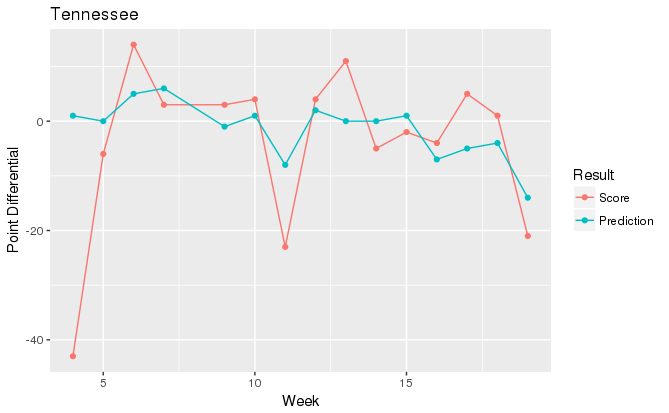 Tennessee
Point Differential
0
-20
-40
5
10
15
Week
Result
Score
Prediction